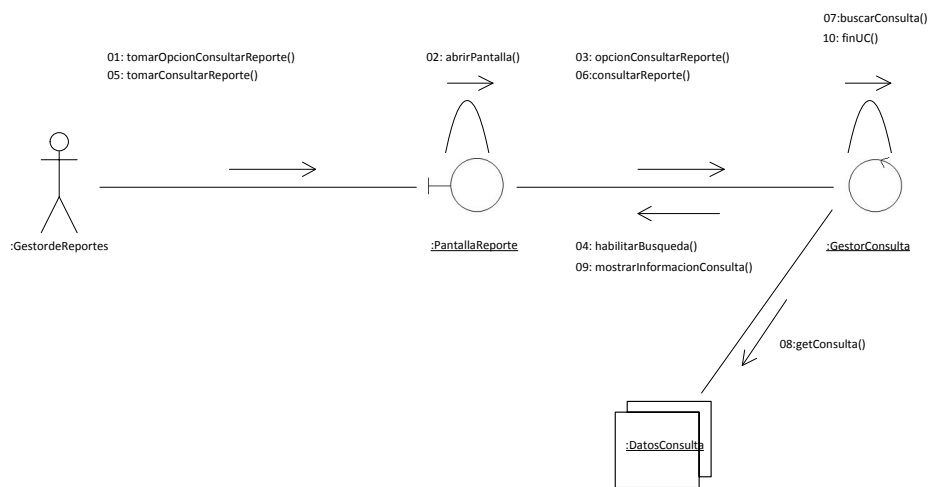 07:buscarConsulta()
10: finUC()
01: tomarOpcionConsultarReporte()
05: tomarConsultarReporte()
02: abrirPantalla()
03: opcionConsultarReporte()
06:consultarReporte()
:GestordeReportes
:PantallaReporte
:GestorConsulta
04: habilitarBusqueda()
09: mostrarInformacionConsulta()
08:getConsulta()
:DatosConsulta